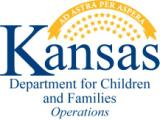 AD ASTRA PER ASPERA
Kansas
Department for Children
and Families
Operations